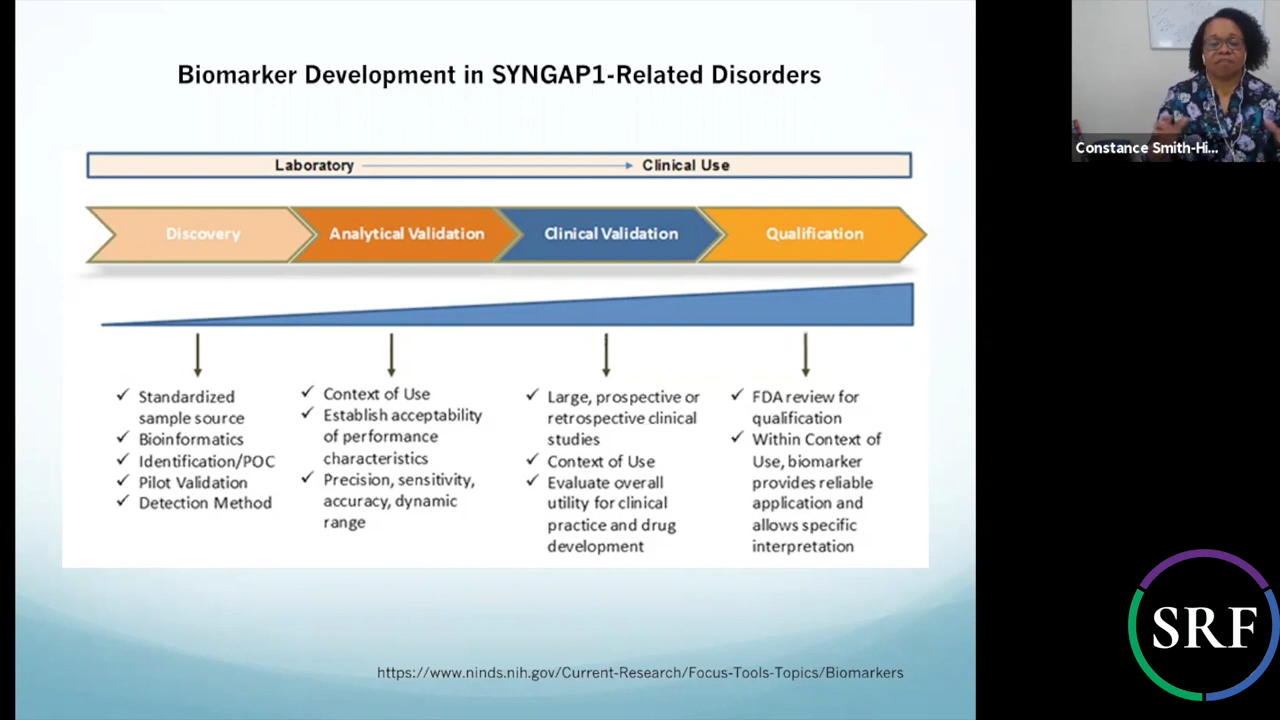 Biomarker Development in SYNGAP1-Related Disorders
Laboratory
Clinical Use
Discovery
Analytical Validation
Clinical Validation
Qualification
✓ Standardized
sample source
✓ Bioinformatics
✓ Identification/POC
✓ Pilot Validation
✓ Detection Method
✓ Context of Use
✓ Establish acceptability
of performance
characteristics
✓ Precision, sensitivity,
accuracy, dynamic
range
✓ Large, prospective or
retrospective clinical
studies
✓ Context of Use
✓ Evaluate overall
utility for clinical
practice and drug
development
✓ FDA review for
qualification
✓ Within Context of
Use, biomarker
provides reliable
application and
allows specific
interpretation
https://www.ninds.nih.gov/Current-Research/Focus-Tools-Topics/Biomarkers
Constance Smith-Hi...
SRF